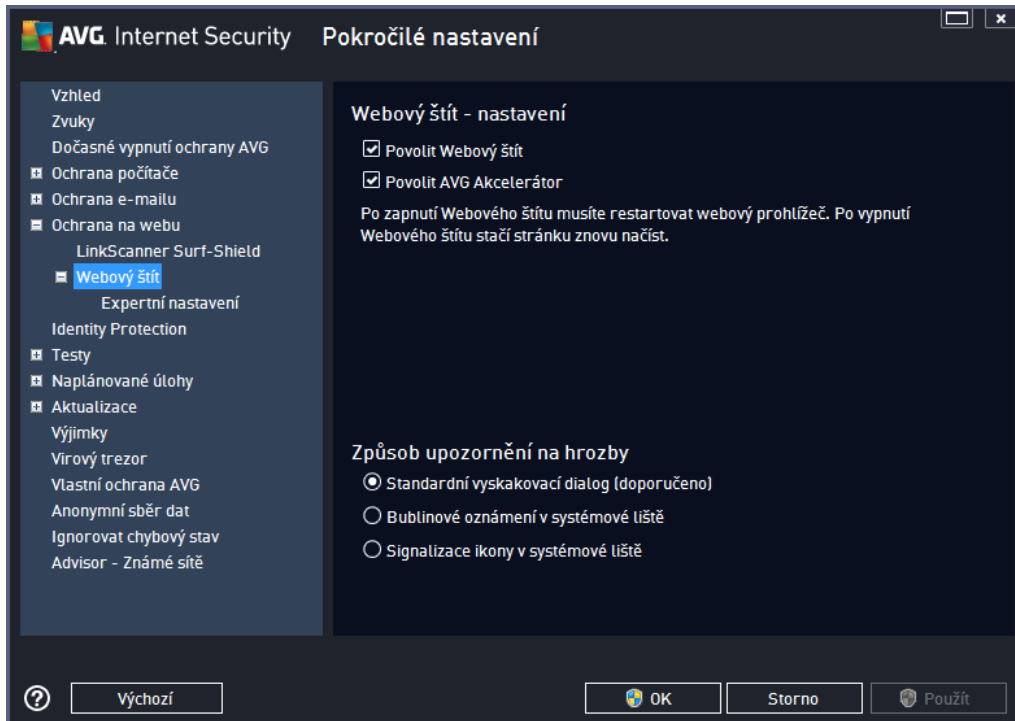 AVG. Internet Security Pokročilé nastavení
Vzhled
Zvuky
Dočasné vypnutí ochrany AVG
Ochrana počítače
Ochrana e-mailu
Ochrana na webu
LinkScanner Surf-Shield
Webový štít
Expertní nastavení
Identity Protection
Testy
Naplánované úlohy
Aktualizace
Výjimky
Virový trezor
Vlastní ochrana AVG
Anonymní sběr dat
Ignorovat chybový stav
Advisor - Známé sítě
Webový štít - nastavení
Povolit Webový štít
Povolit AVG Akcelerátor
Po zapnutí Webového štítu musíte restartovat webový prohlížeč. Po vypnutí
Webového štítu stačí stránku znovu načíst.
Způsob upozornění na hrozby
Standardní vyskakovací dialog (doporučeno)
Bublinové oznámení v systémové liště
Signalizace ikony v systémové liště
? Výchozí OK Storno Použít